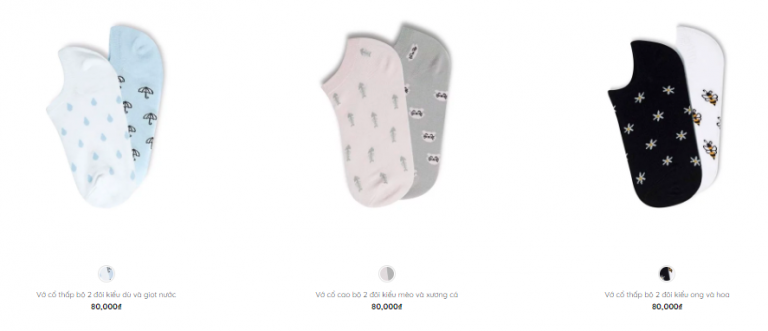 Vớ cổ thấp bộ 2 đôi kiểu dù và giọt nước
80,000₫
Vớ cổ cao bộ 2 đôi kiểu mèo và xương cá
80,000₫
Vớ cổ thấp bộ 2 đôi kiểu ong và hoa
80,000₫